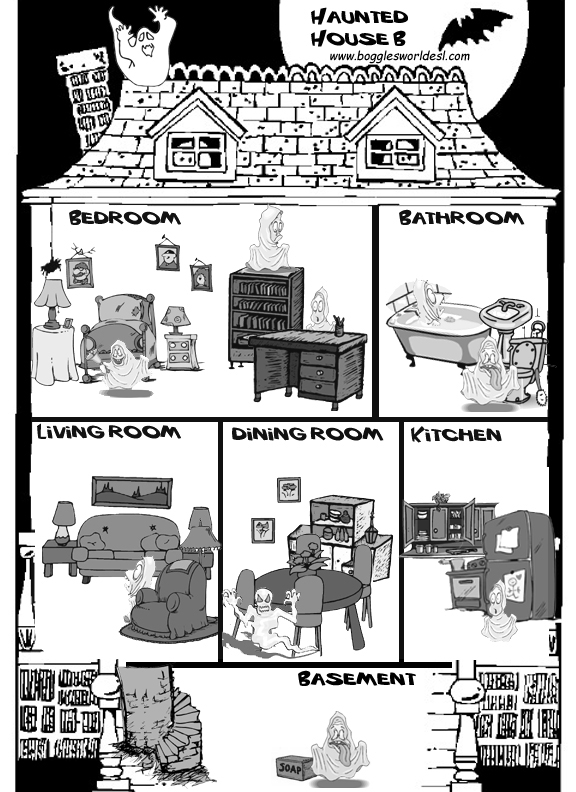 HAUNTED
HOUSE B
www.bogglesworldesl.com
BEDROOM
BATHROOM
LIVING ROOM
DINING ROOM
KITCHEN
BASEMENT
SOAP